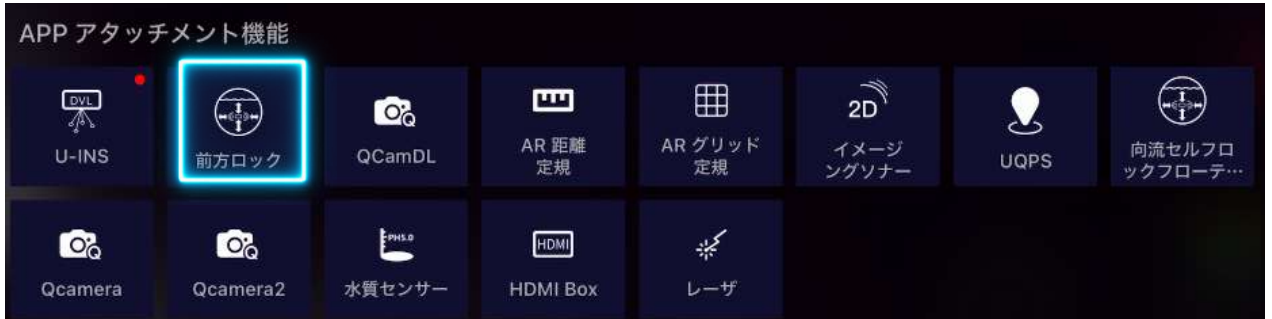 APP アタッチメント機能
DVL
U-INS
前方ロック
QCamDL
AR 距離
定規
AR グリッド
定規
2D
イメージ
ングソナー
UQPS
向流セルフロ
ックフローテ…
Qcamera
Qcamera2
PH5.0
水質センサー
HDMI
HDMI Box
レーザ